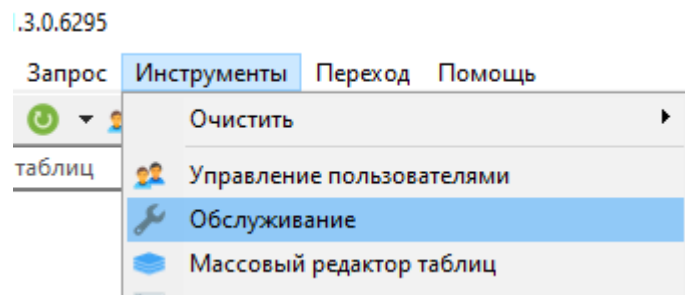 .3.0.6295
Запрос Инструменты Переход Помощь
Очистить
таблиц
Управление пользователями
Обслуживание
Массовый редактор таблиц